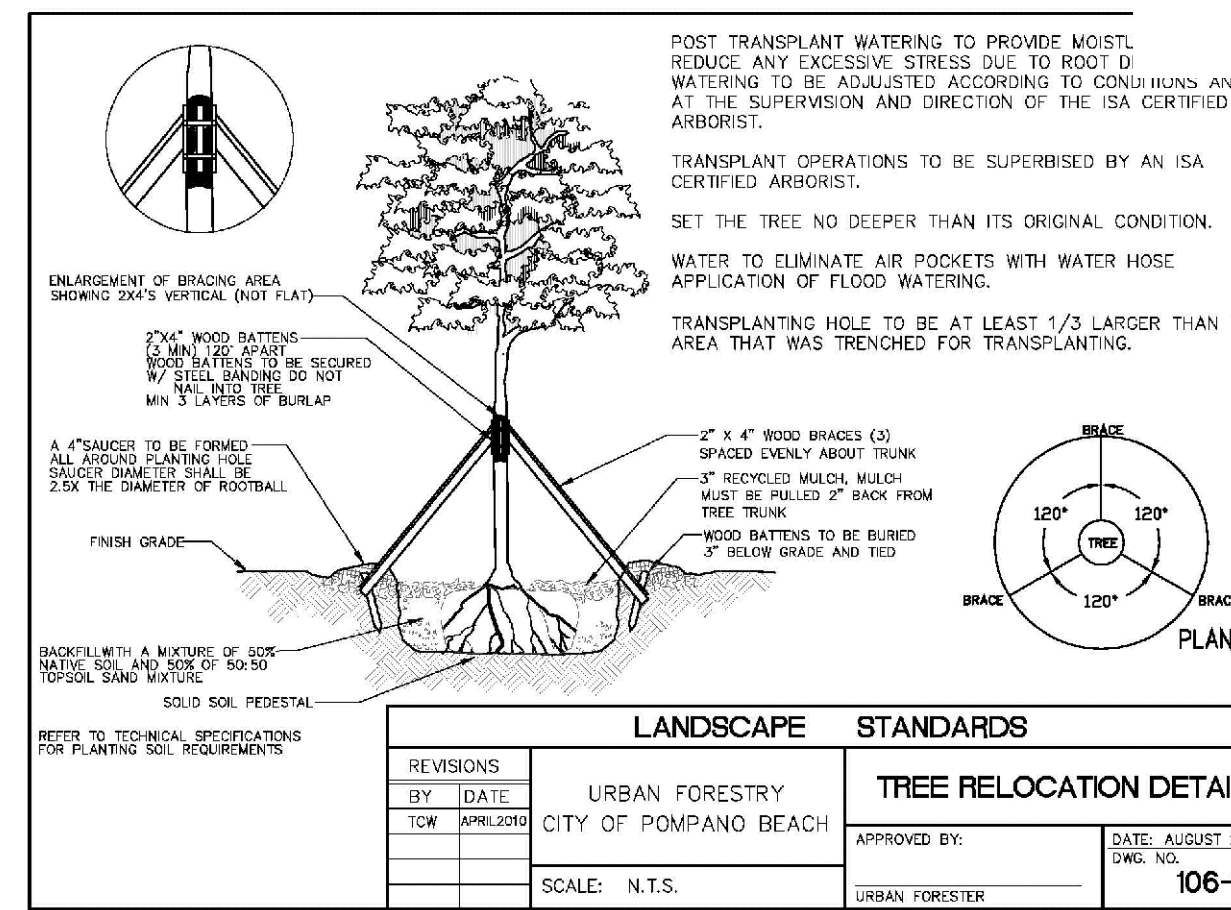 POST TRANSPLANT WATERING TO PROVIDE
REDUCE ANY EXCESSIVE STRESS DUE TO ROOT
WATERING TO BE ADJUJSTED ACCORDING TO CONDITIONS
AT THE SUPERVISION AND DIRECTION OF THE ISA CERTIFIED
ARBORIST.
TRANSPLANT OPERATIONS TO BE SUPERBISED BY AN ISA
CERTIFIED ARBORIST.
SET THE TREE NO DEEPER THAN ITS ORIGINAL CONDITION.
WATER TO ELIMINATE AIR POCKETS WITH WATER HOSE
APPLICATION OF FLOOD WATERING.
TRANSPLANTING HOLE TO BE AT LEAST 1/3 LARGER THAN
AREA THAT WAS TRENCHED FOR TRANSPLANTING.
ENLARGEMENT OF BRACING AREA
SHOWING 2X4'S VERTICAL (NOT FLAT)
2"X4" WOOD BATTENS
(3 MIN) 120° APART
WOOD BATTENS TO BE SECURED
W/ STEEL BANDING DO NOT
NAIL INTO TREE
MIN 3 LAYERS OF BURLAP
A 4"SAUCER TO BE FORMED
ALL AROUND PLANTING HOLE
SAUCER DIAMETER SHALL BE
2.5X THE DIAMETER OF ROOTBALL
FINISH GRADE
BACKFILLWITH A MIXTURE OF 50%
NATIVE SOIL AND 50% OF 50:50
TOPSOIL SAND MIXTURE
SOLID SOIL PEDESTAL
REFER TO TECHNICAL SPECIFICATIONS
FOR PLANTING SOIL REQUIREMENTS
2" X 4" WOOD BRACES (3)
SPACED EVENLY ABOUT TRUNK
3" RECYCLED MULCH, MULCH
MUST BE PULLED 2" BACK FROM
TREE TRUNK
WOOD BATTENS TO BE BURIED
3" BELOW GRADE AND TIED
BRACE
120°
120°
TREE
120°
BRACE
BRAC
PLAN
LANDSCAPE STANDARDS
REVISIONS
BY DATE
TCW APRIL2010
URBAN FORESTRY
CITY OF POMPANO BEACH
SCALE: N.T.S.
TREE RELOCATION DETAI
APPROVED BY:
URBAN FORESTER
DATE: AUGUST
DWG. NO.
106-